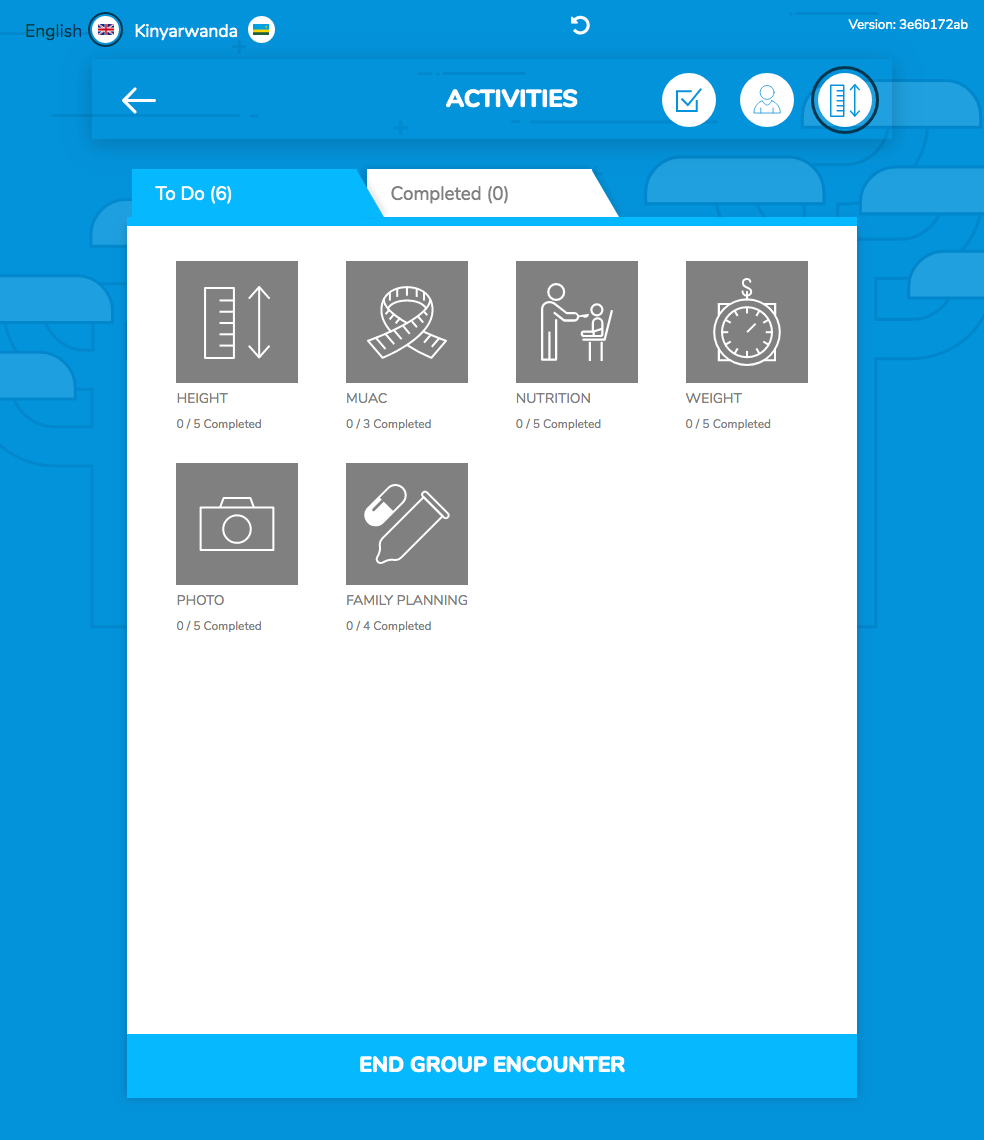 English Kinyarwanda
Version: 3e6b172ab
ACTIVITIES
To Do (6) Completed (0)
HEIGHT MUAC NUTRITION WEIGHT
0 / 5 Completed 0 / 3 Completed 0 / 5 Completed 0 / 5 Completed
PHOTO FAMILY PLANNING
0 / 5 Completed 0 / 4 Completed
END GROUP ENCOUNTER